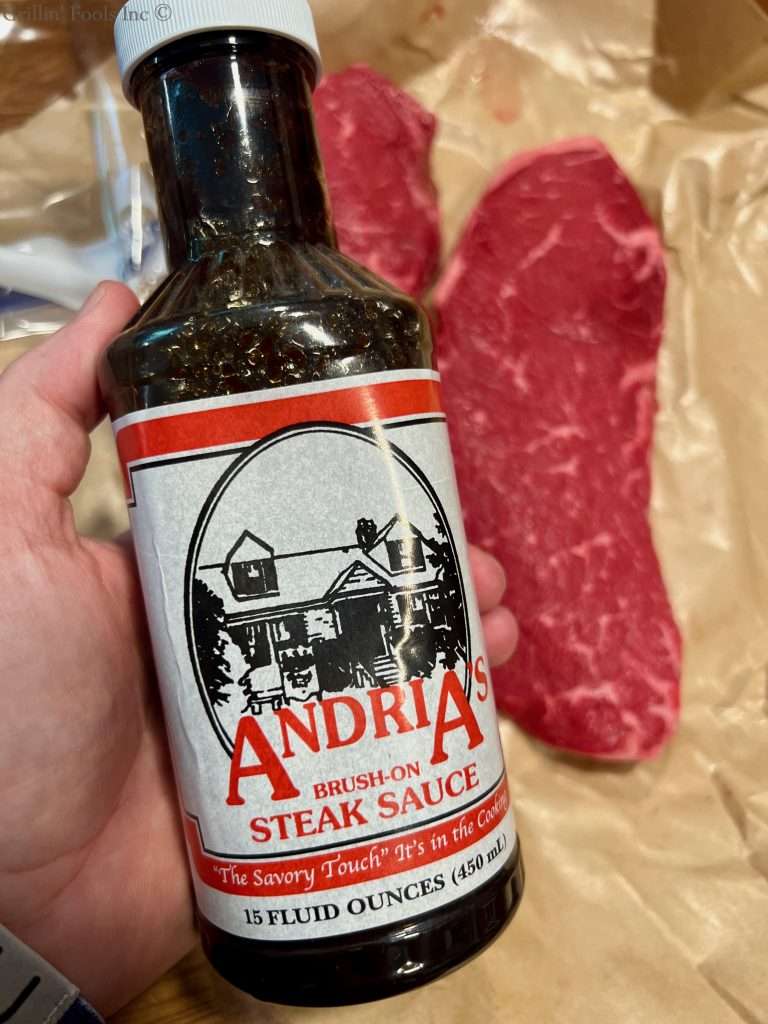 Grillin' Fools Inc ©
ANDRIA'S
BRUSH-ON
STEAK SAUCE
"The Savory Touch" It's in the Cooking
15 FLUID OUNCES (450 mL)